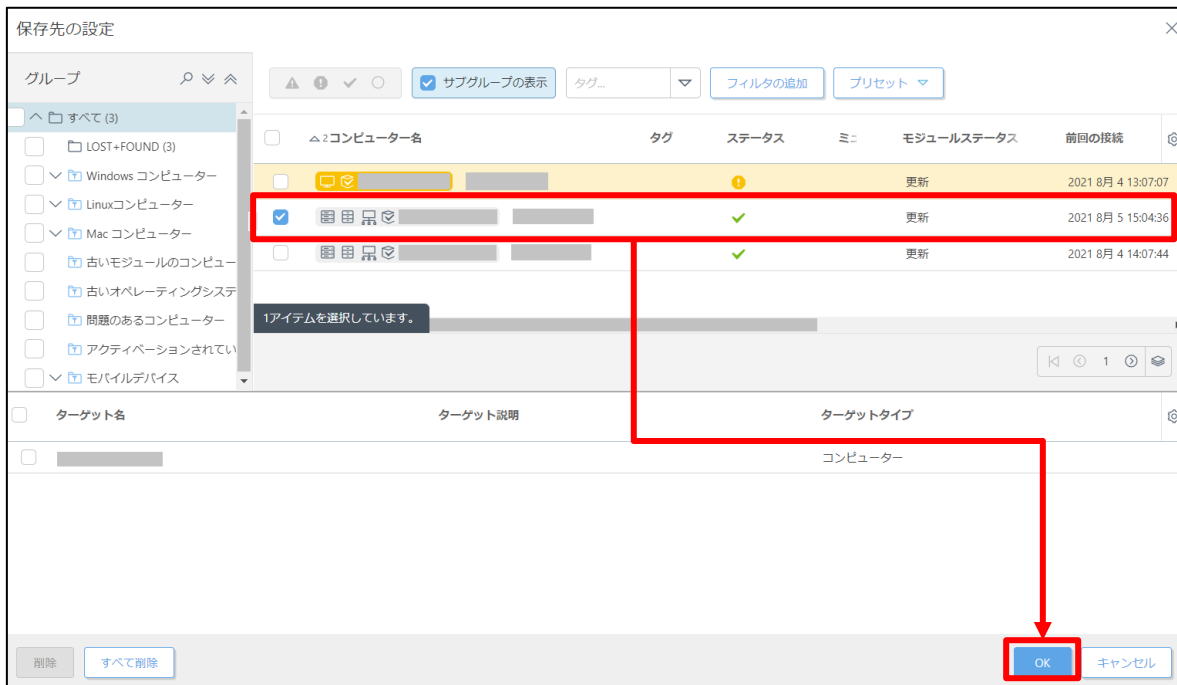 保存先の設定
グループ
サブグループの表示
タグ...
フィルタの追加
プリセット
すべて (3)
LOST+FOUND (3)
Windows コンピューター
Linuxコンピューター
Mac コンピューター
古いモジュールのコンピュー
古いオペレーティングシステ
問題のあるコンピューター
アクティベーションされてい
モバイルデバイス
2 コンピューター名 タグ ステータス ミニ モジュールステータス 前回の接続
更新 2021 8月 4 13:07:07
更新 2021 8月 5 15:04:36
更新 2021 8月 4 14:07:44
1アイテムを選択しています。
1
ターゲット名 ターゲット説明 ターゲットタイプ
コンピューター
削除 すべて削除 OK キャンセル